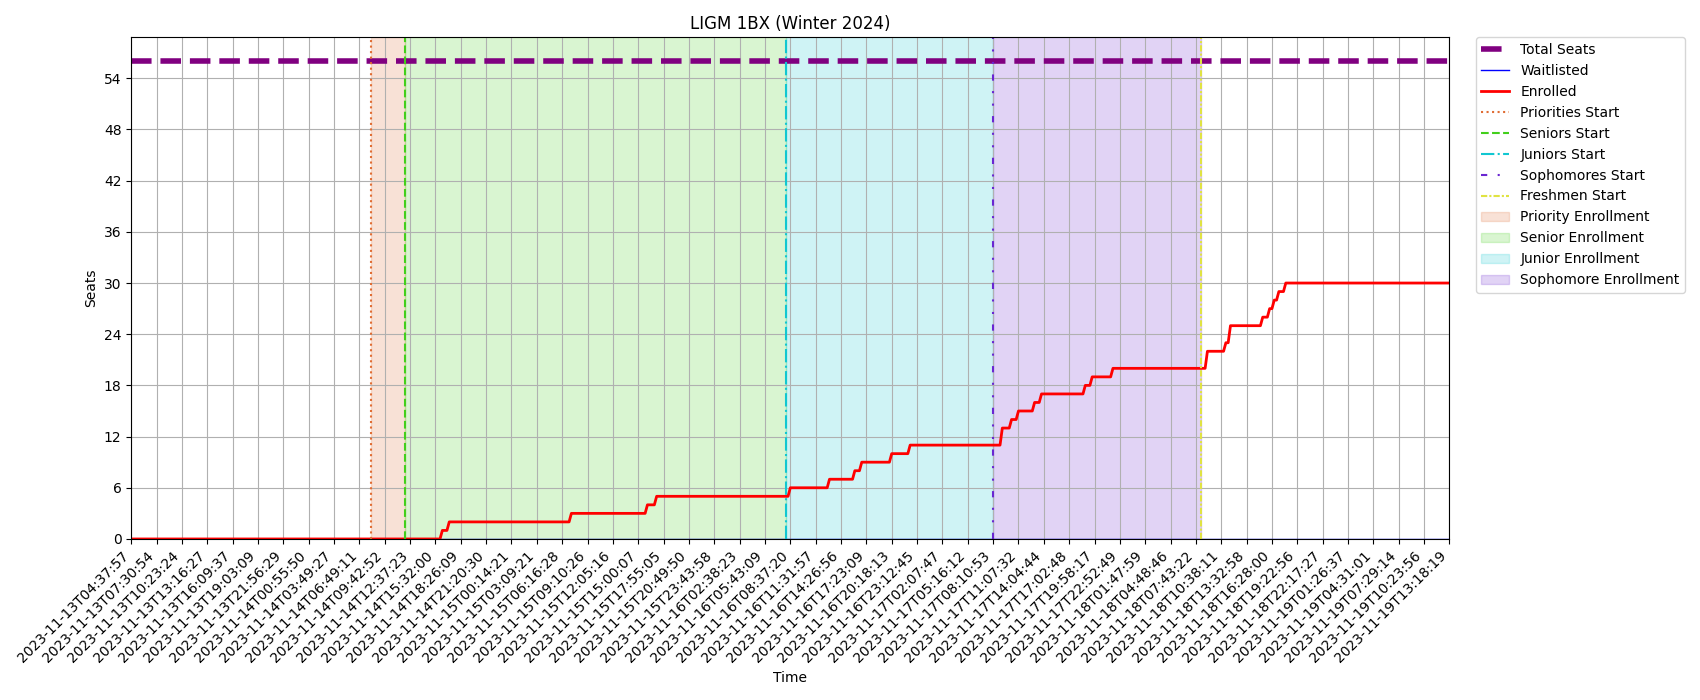 LIGM 1BX (Winter 2024)
Total Seats
Waitlisted
Enrolled
Priorities Start
Seniors Start
Juniors Start
Sophomores Start
Freshmen Start
Priority Enrollment
Senior Enrollment
Junior Enrollment
Sophomore Enrollment
Seats
54
48
42
36
30
24
18
12
6
0
2023-11-13T04:37:57
2023-11-13T07:30:54
2023-11-13T10:23:24
2023-11-13T13:16:27
2023-11-13T16:09:37
2023-11-13T19:03:09
2023-11-13T21:56:29
2023-11-14T00:55:50
2023-11-14T03:49:27
2023-11-14T06:49:11
2023-11-14T09:42:52
2023-11-14T12:37:23
2023-11-14T15:32:00
2023-11-14T18:26:09
2023-11-14T21:20:30
2023-11-15T00:14:21
2023-11-15T03:09:21
2023-11-15T06:16:28
2023-11-15T09:10:26
2023-11-15T12:05:16
2023-11-15T15:00:07
2023-11-15T17:55:05
2023-11-15T20:49:50
2023-11-15T23:43:58
2023-11-16T02:38:23
2023-11-16T05:43:09
2023-11-16T08:37:20
2023-11-16T11:31:57
2023-11-16T14:26:56
2023-11-16T17:23:09
2023-11-16T20:18:13
2023-11-16T23:12:45
2023-11-17T02:07:47
2023-11-17T05:16:12
2023-11-17T08:10:53
2023-11-17T11:07:32
2023-11-17T14:04:44
2023-11-17T17:02:48
2023-11-17T19:58:17
2023-11-17T22:52:49
2023-11-18T01:47:59
2023-11-18T04:48:46
2023-11-18T07:43:22
2023-11-18T10:38:11
2023-11-18T13:32:58
2023-11-18T16:28:00
2023-11-18T19:22:56
2023-11-18T22:17:27
2023-11-19T01:26:37
2023-11-19T04:31:01
2023-11-19T07:29:14
2023-11-19T10:23:56
2023-11-19T13:18:19
Time